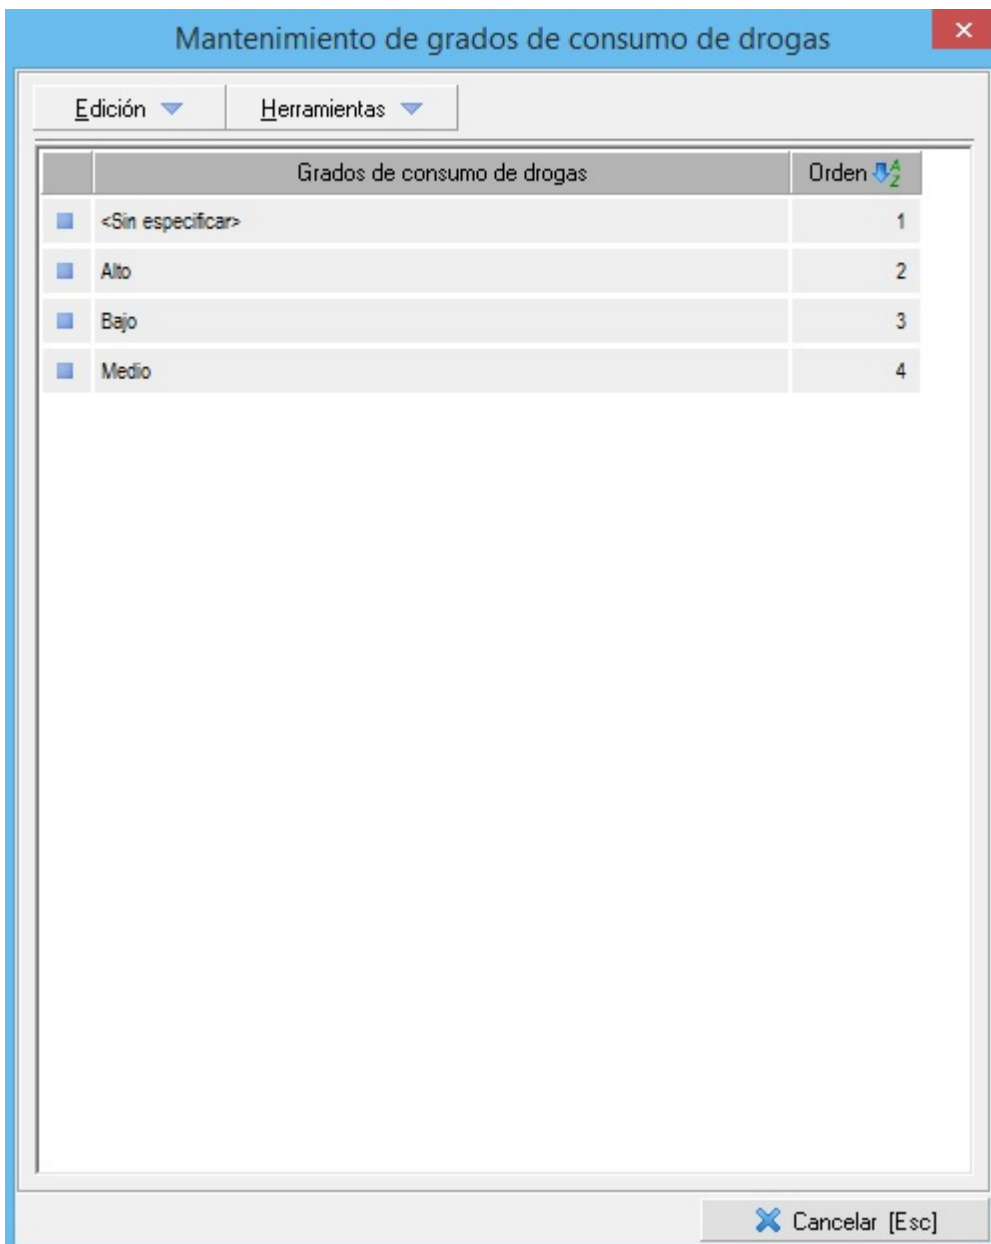 Mantenimiento de grados de consumo de drogas
Edición Herramientas
Grados de consumo de drogas Orden
<Sin especificar> 1
Alto 2
Bajo 3
Medio 4
Cancelar [Esc]